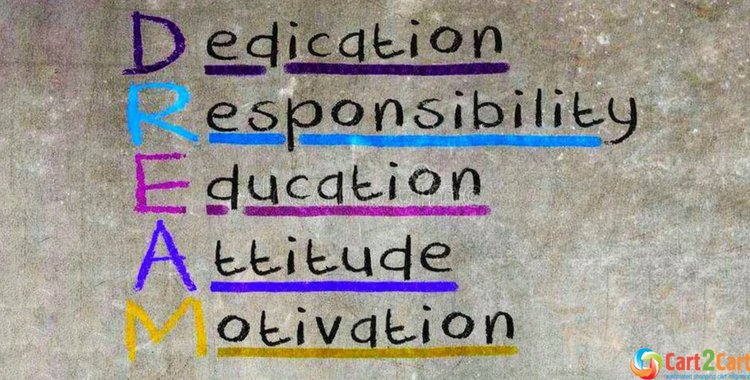 Dedication
Responsibility
Education
Attitude
Motivation
Cart2Cart